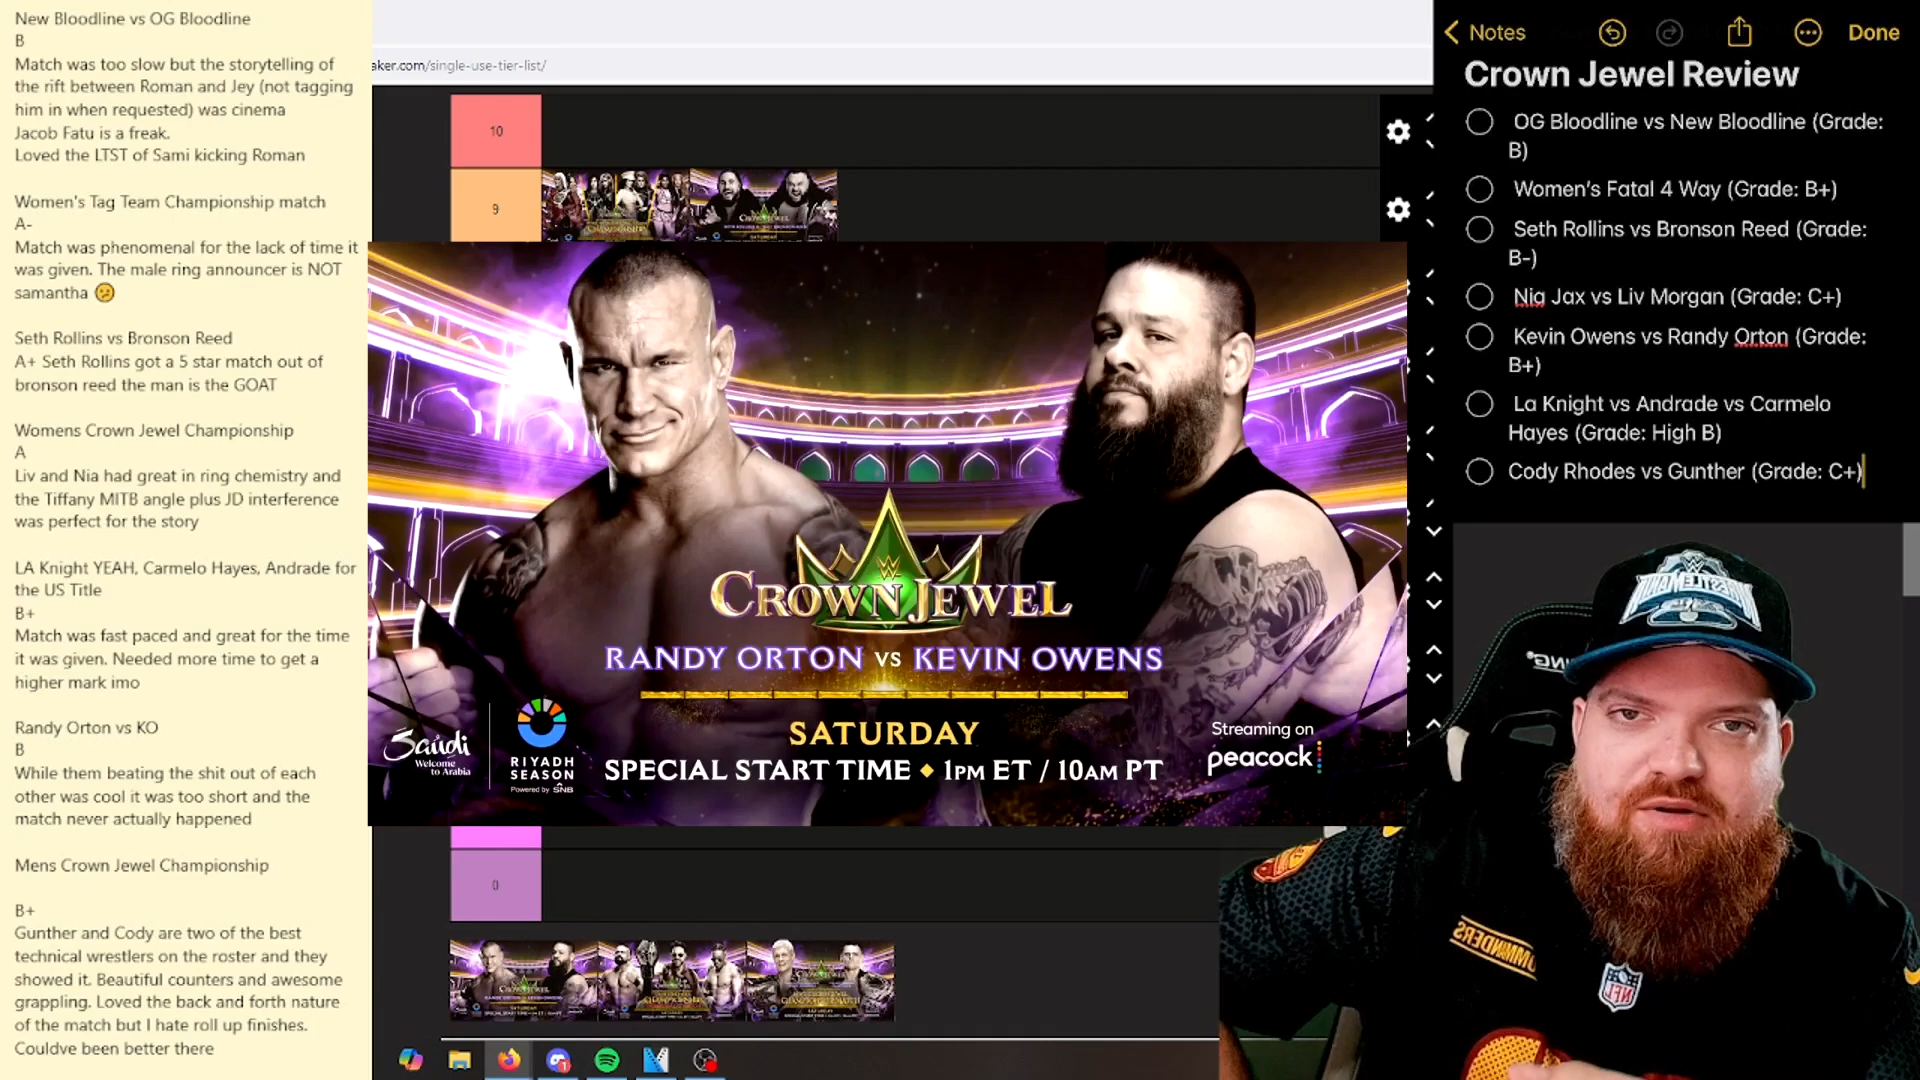 New Bloodline vs OG Bloodline
B
Match was too slow but the storytelling of
the rift between Roman and Jey (not tagging
him in when requested) was cinema
Jacob Fatu is a freak.
Loved the LTST of Sami kicking Roman
Women's Tag Team Championship match
A-
Match was phenomenal for the lack of time it
was given. The male ring announcer is NOT
samantha 😕
Seth Rollins vs Bronson Reed
A+ Seth Rollins got a 5 star match out of
bronson reed the man is the GOAT
Womens Crown Jewel Championship
A
Liv and Nia had great in ring chemistry and
the Tiffany MITB angle plus JD interference
was perfect for the story
LA Knight YEAH, Carmelo Hayes, Andrade for
the US Title
B+
Match was fast paced and great for the time
it was given. Needed more time to get a
higher mark imo
Randy Orton vs KO
B
While them beating the shit out of each
other was cool it was too short and the
match never actually happened
Mens Crown Jewel Championship
B+
Gunther and Cody are two of the best
technical wrestlers on the roster and they
showed it. Beautiful counters and awesome
grappling. Loved the back and forth nature
of the match but I hate roll up finishes.
Couldve been better there
aker.com/single-use-tier-list/
10
9
CROWN JEWEL
RANDY ORTON VS KEVIN OWENS
SATURDAY
SPECIAL START TIME ◆ 1PM ET / 10AM PT
Saudi
Welcome
to Arabia
RIYADH
SEASON
Powered by SNB
Streaming on
peacock
0
Notes
Done
Crown Jewel Review
OG Bloodline vs New Bloodline (Grade:
B)
Women's Fatal 4 Way (Grade: B+)
Seth Rollins vs Bronson Reed (Grade:
B-)
Nia Jax vs Liv Morgan (Grade: C+)
Kevin Owens vs Randy Orton (Grade:
B+)
La Knight vs Andrade vs Carmelo
Hayes (Grade: High B)
Cody Rhodes vs Gunther (Grade: C+)
WRESTLEMANIA
COMMANDERS
NFL